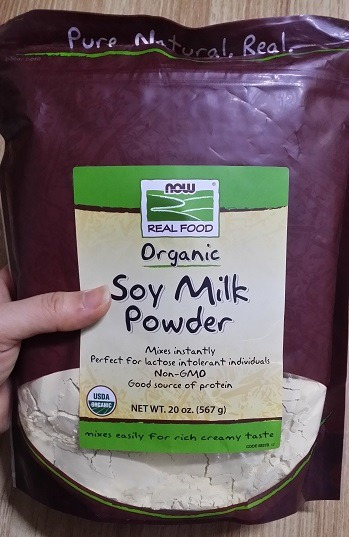 Pure. Natural. Real.
NOW®
REAL FOOD
Organic
Soy Milk
Powder
Mixes instantly
Perfect for lactose intolerant individuals
Non-GMO
Good source of protein
USDA
ORGANIC
NET WT. 20 oz. (567 g)
mixes easily for rich creamy taste